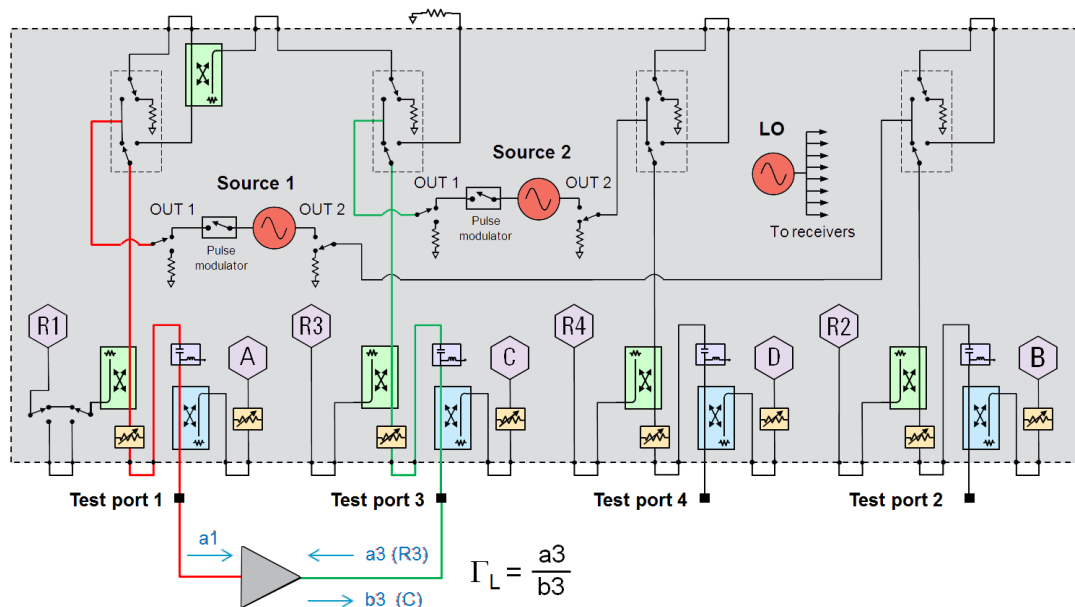 LO
Source 2
Source 1
OUT 1
OUT 2
Pulse
modulator
To receivers
OUT 1
OUT 2
Pulse
modulator
R1
A
R3
C
R4
D
R2
B
Test port 1
Test port 3
Test port 4
Test port 2
a1
a3 (R3)
b3 (C)
Γ_L = a3/b3